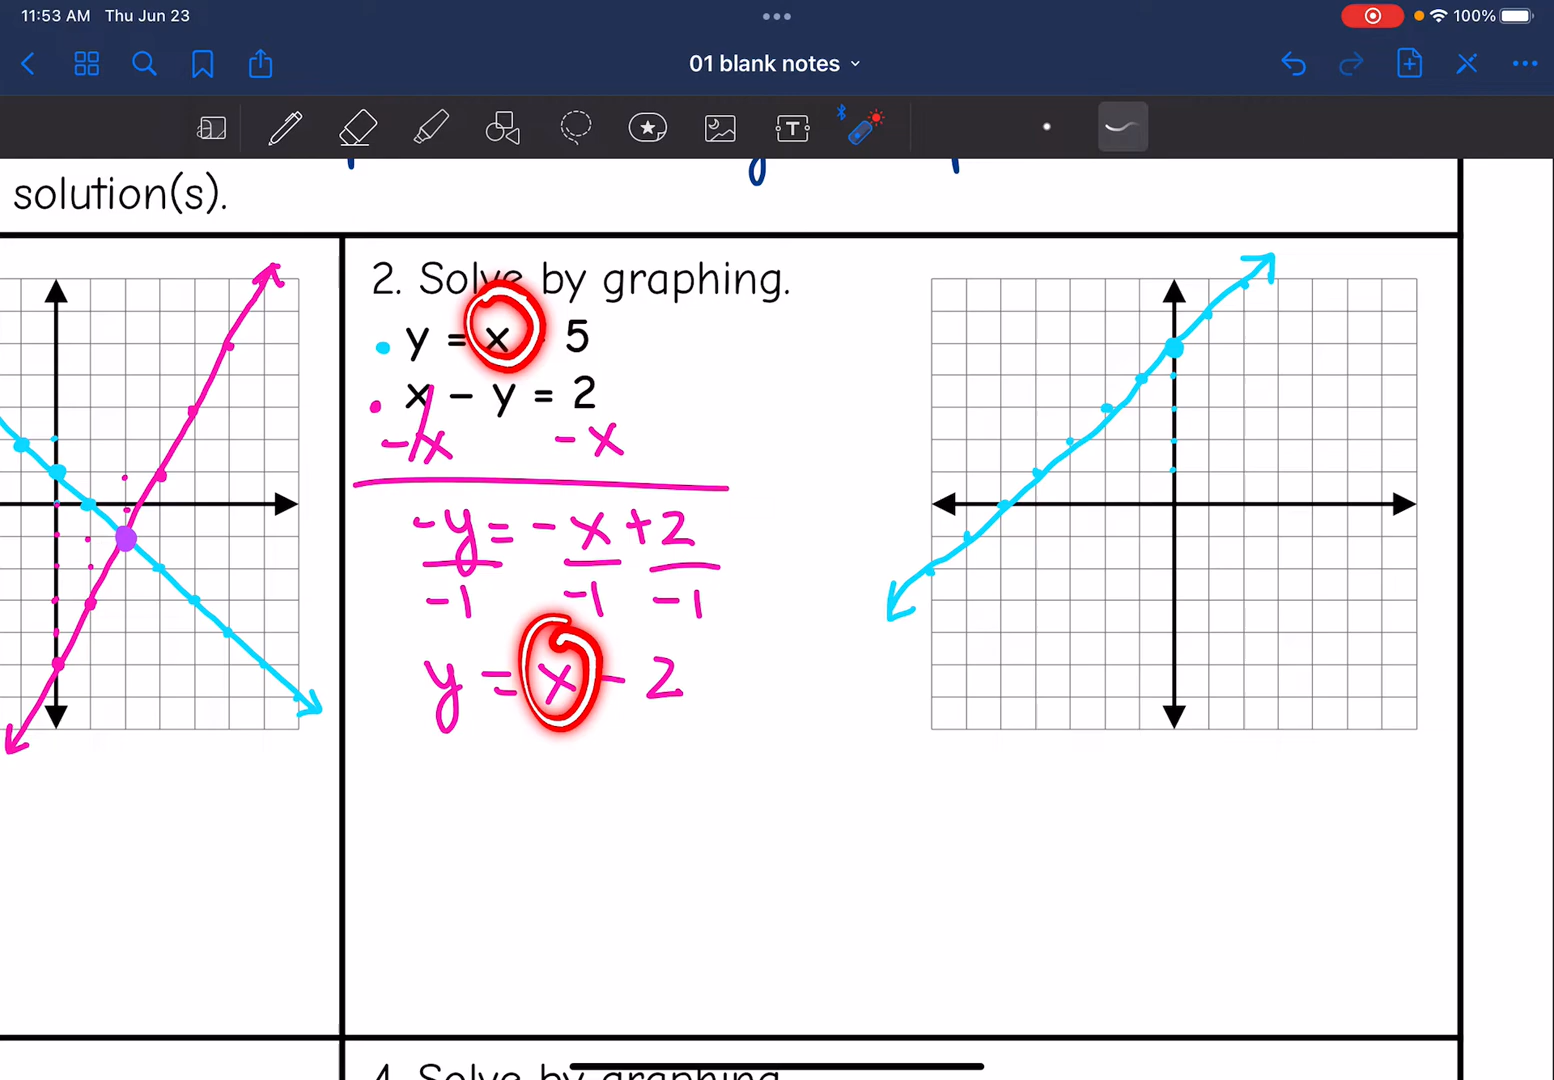 11:53 AM Thu Jun 23
100%
01 blank notes
T
solution(s).
2. Solve by graphing.
y = x 5
x - y = 2
-x -x
-y = -x + 2
-1 -1 -1
y = x - 2
4. Solve by graphing.